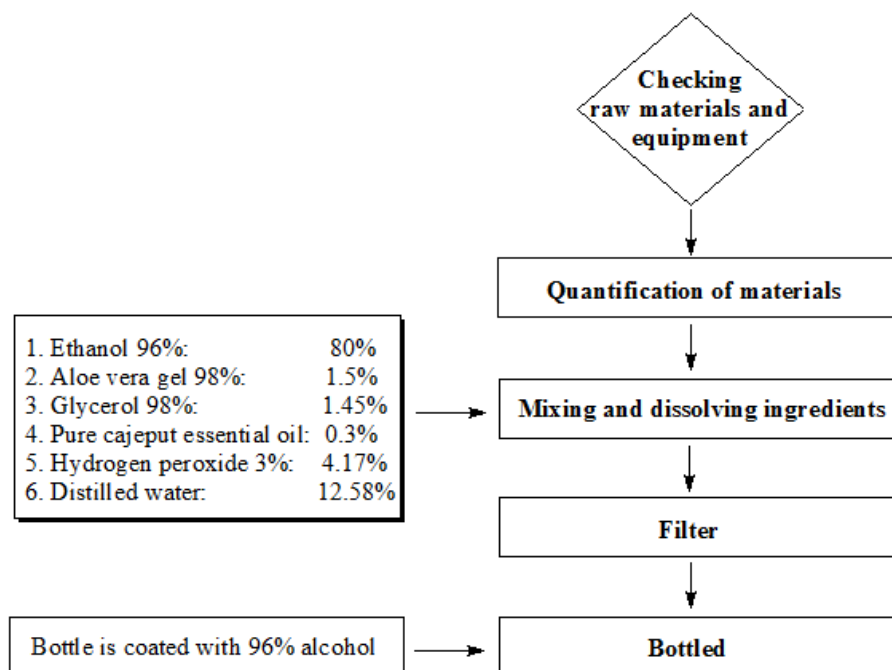 Checking
raw materials and
equipment
Quantification of materials
1. Ethanol 96%: 80%
2. Aloe vera gel 98%: 1.5%
3. Glycerol 98%: 1.45%
4. Pure cajeput essential oil: 0.3%
5. Hydrogen peroxide 3%: 4.17%
6. Distilled water: 12.58%
Mixing and dissolving ingredients
Filter
Bottle is coated with 96% alcohol
Bottled